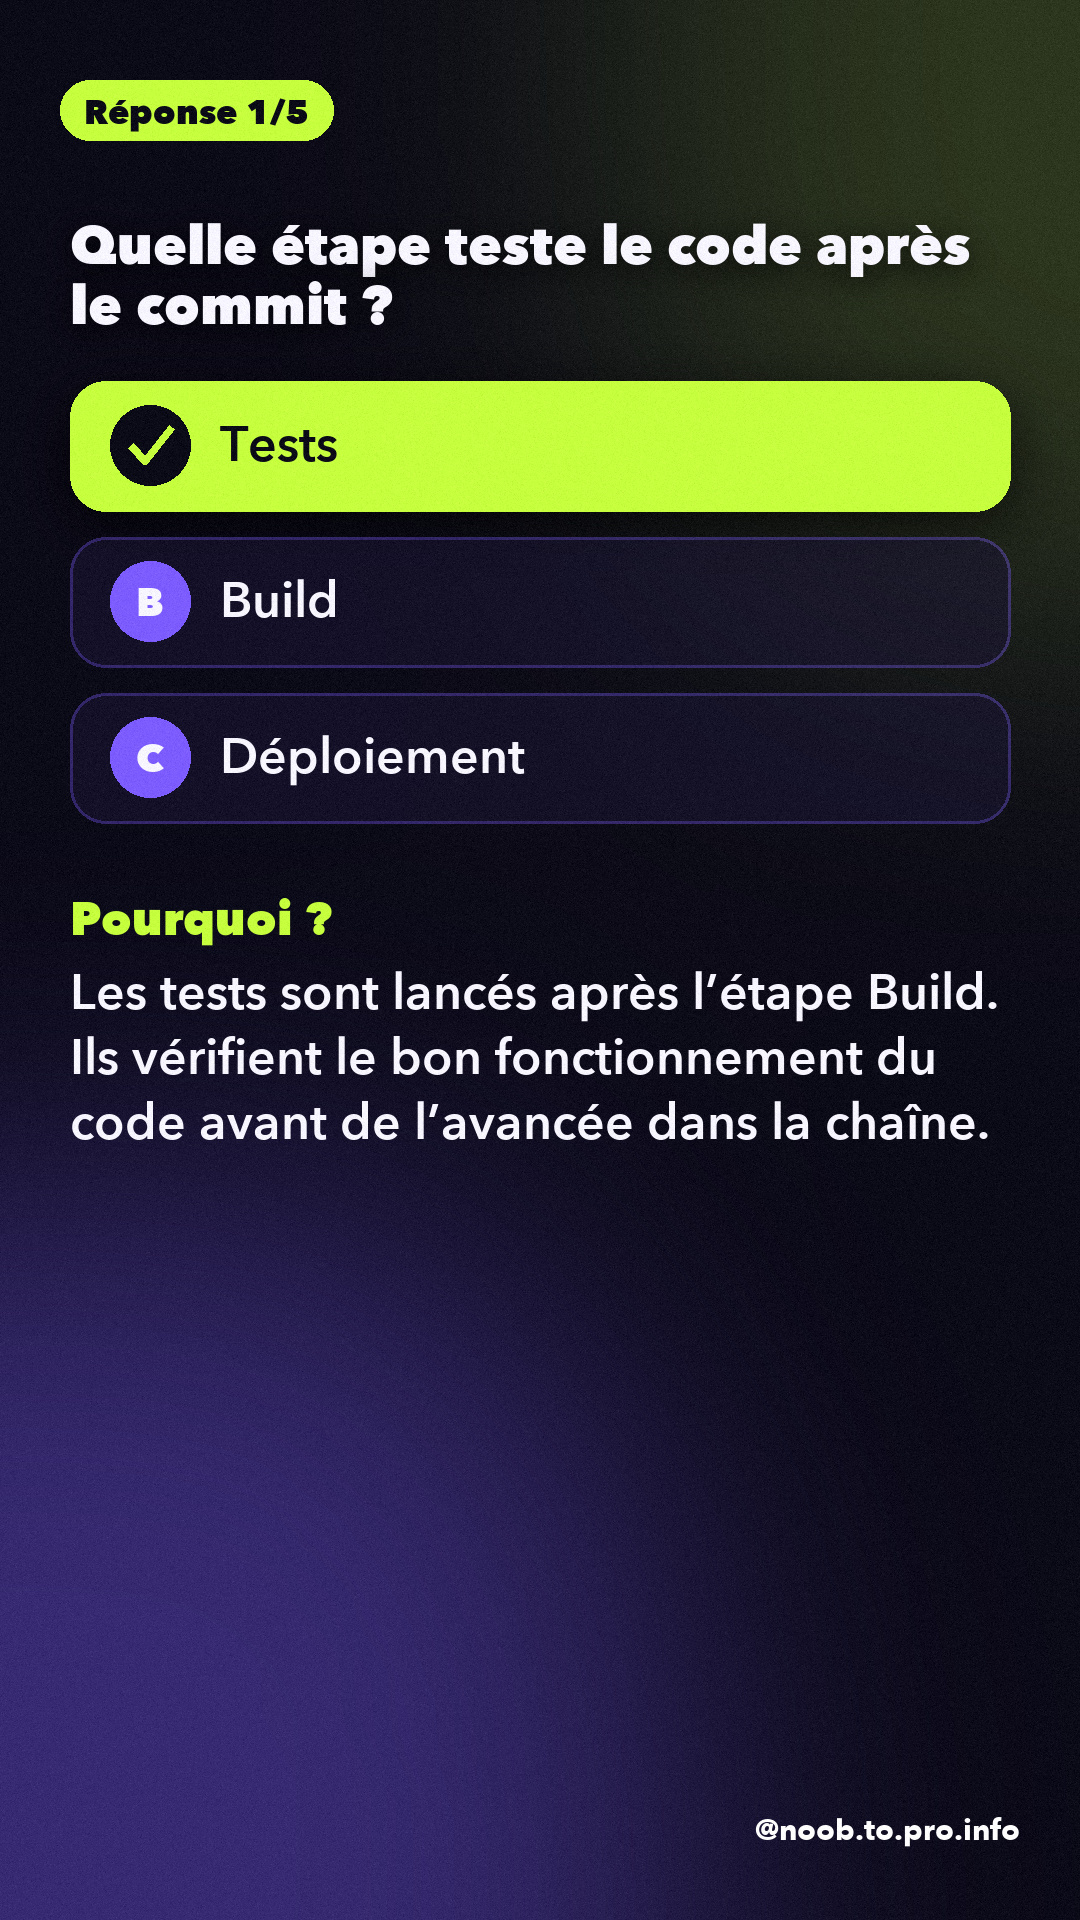 Réponse 1/5
Quelle étape teste le code après
le commit ?
Tests
B Build
C Déploiement
Pourquoi ?
Les tests sont lancés après l’étape Build.
Ils vérifient le bon fonctionnement du
code avant de l’avancée dans la chaîne.
@noob.to.pro.info